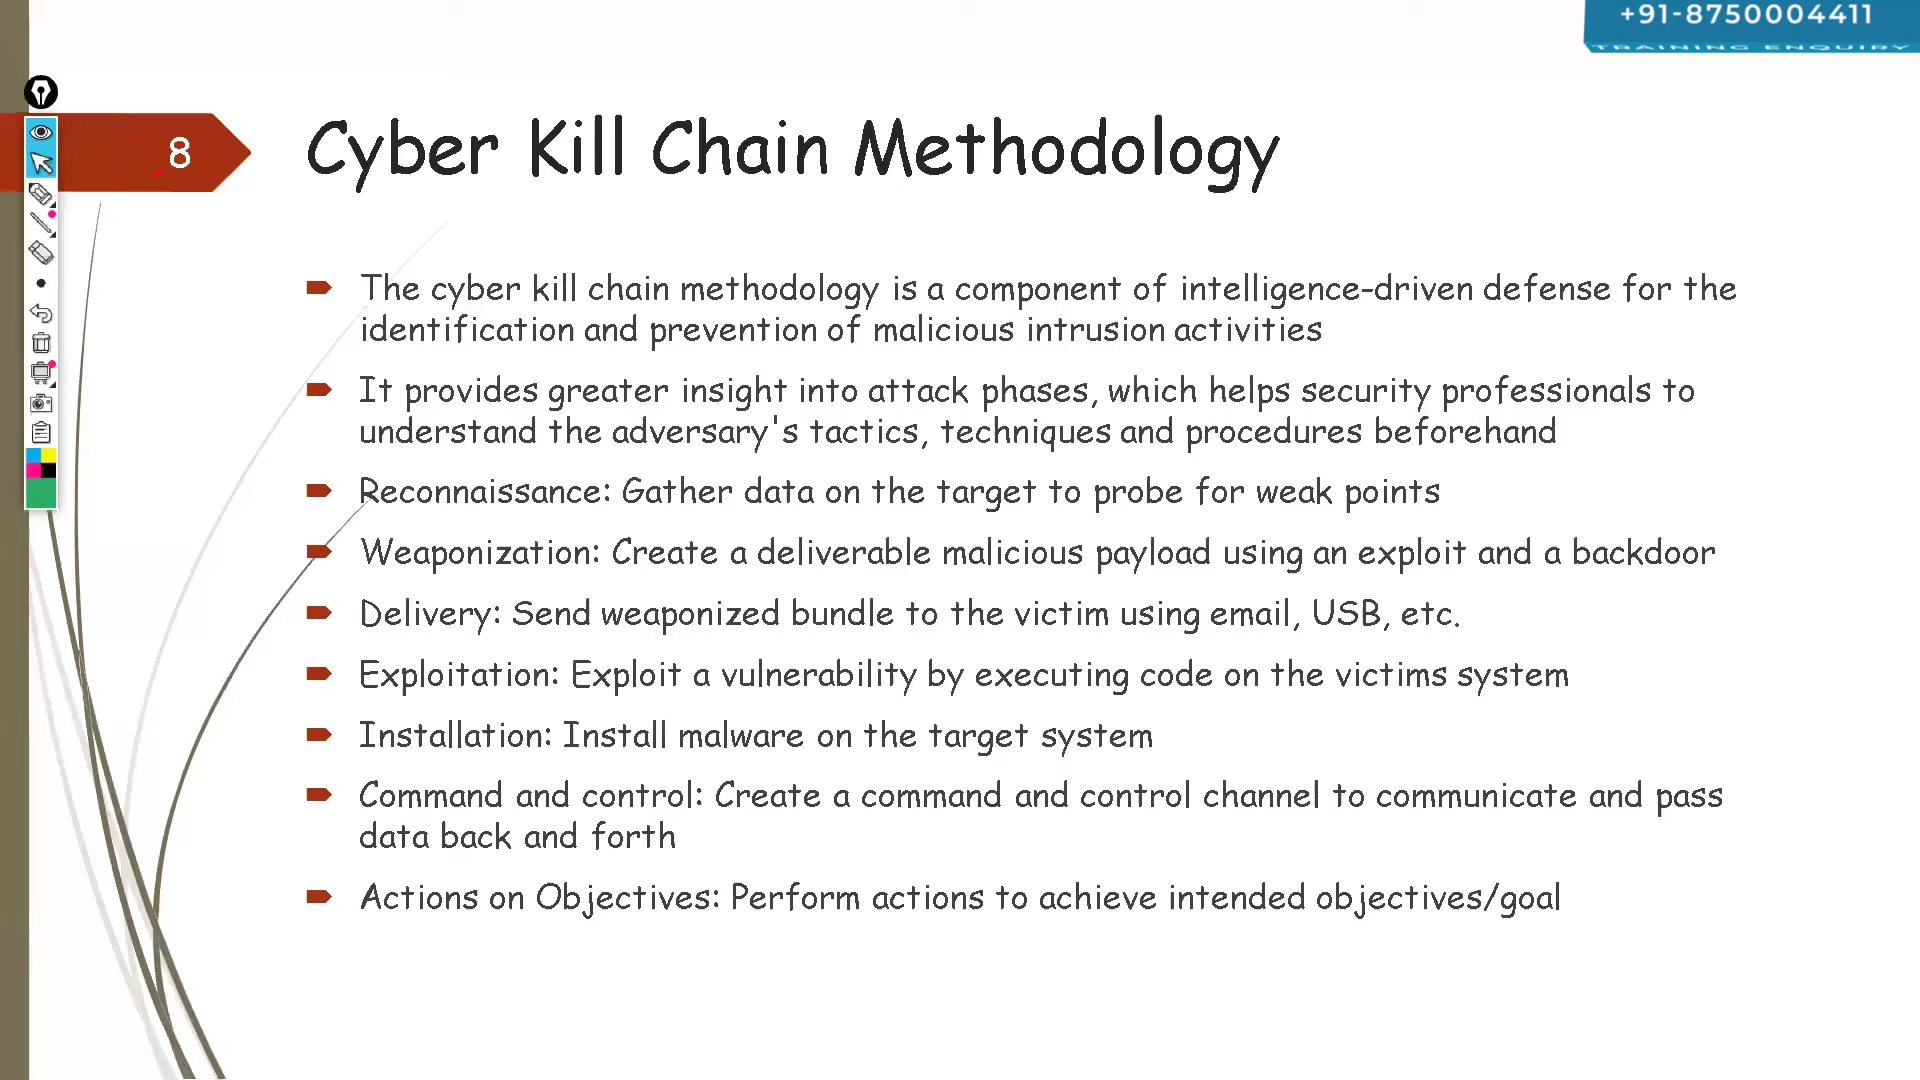 +91-8750004411
TRAINING ENQUIRY
8
Cyber Kill Chain Methodology
The cyber kill chain methodology is a component of intelligence-driven defense for the
identification and prevention of malicious intrusion activities
It provides greater insight into attack phases, which helps security professionals to
understand the adversary's tactics, techniques and procedures beforehand
Reconnaissance: Gather data on the target to probe for weak points
Weaponization: Create a deliverable malicious payload using an exploit and a backdoor
Delivery: Send weaponized bundle to the victim using email, USB, etc.
Exploitation: Exploit a vulnerability by executing code on the victims system
Installation: Install malware on the target system
Command and control: Create a command and control channel to communicate and pass
data back and forth
Actions on Objectives: Perform actions to achieve intended objectives/goal